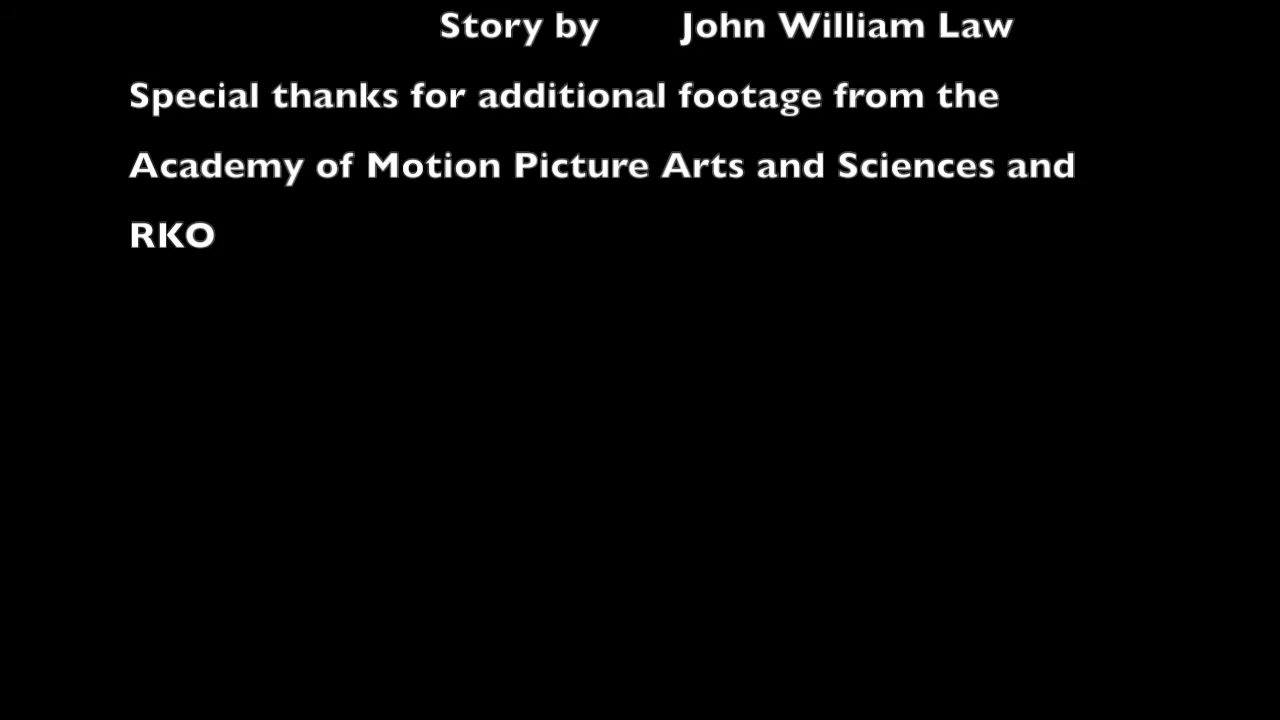 Story by John William Law
Special thanks for additional footage from the
Academy of Motion Picture Arts and Sciences and
RKO